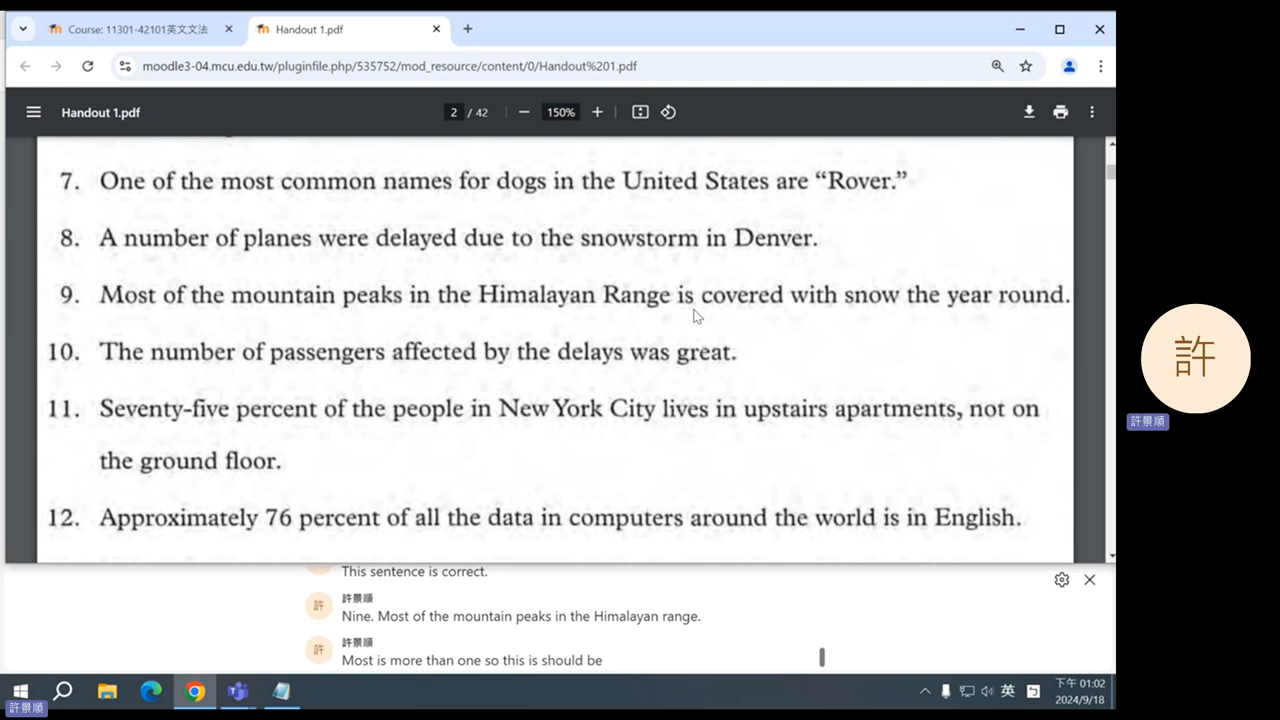 Course: 11301-42101英文文法
Handout 1.pdf
moodle3-04.mcu.edu.tw/pluginfile.php/535752/mod_resource/content/0/Handout%201.pdf
Handout 1.pdf
2 / 42
150%
7. One of the most common names for dogs in the United States are “Rover.”
8. A number of planes were delayed due to the snowstorm in Denver.
9. Most of the mountain peaks in the Himalayan Range is covered with snow the year round.
10. The number of passengers affected by the delays was great.
11. Seventy-five percent of the people in New York City lives in upstairs apartments, not on
the ground floor.
12. Approximately 76 percent of all the data in computers around the world is in English.
許
許景順
This sentence is correct.
許景順
許
Nine. Most of the mountain peaks in the Himalayan range.
許景順
許
Most is more than one so this is should be
英
下午 01:02
2024/9/18
許景順